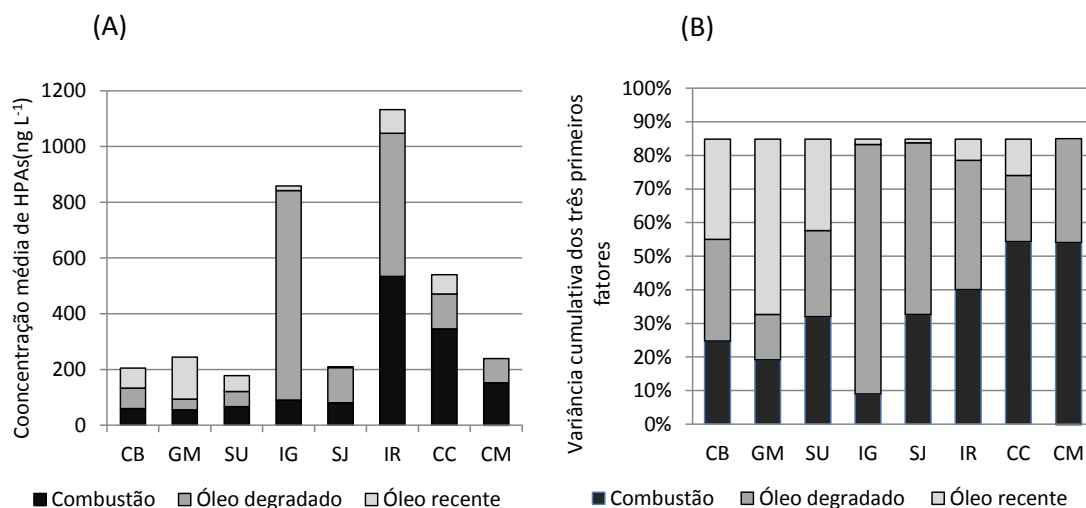 (A)
Cooncentração média de HPAs(ng L⁻¹)
1200
1000
800
600
400
200
0
CB GM SU IG SJ IR CC CM
Combustão Óleo degradado Óleo recente
(B)
Variância cumulativa dos três primeiros
fatores
100%
90%
80%
70%
60%
50%
40%
30%
20%
10%
0%
CB GM SU IG SJ IR CC CM
Combustão Óleo degradado Óleo recente